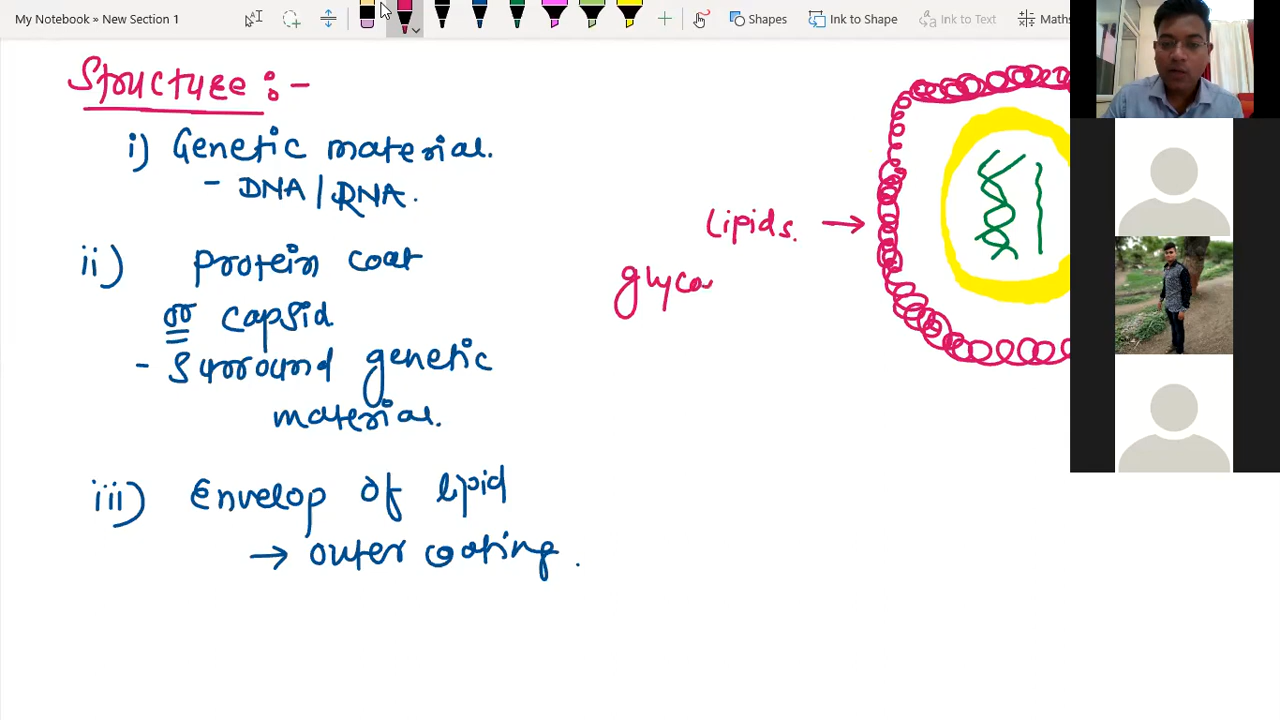 My Notebook » New Section 1
Shapes
Ink to Shape
Ink to Text
Maths
Structure :-
i) Genetic material.
- DNA | RNA.
ii) protein coat
or capsid
- Surround genetic
material.
iii) Envelop of lipid
→ outer coating.
Lipids. →
glyco